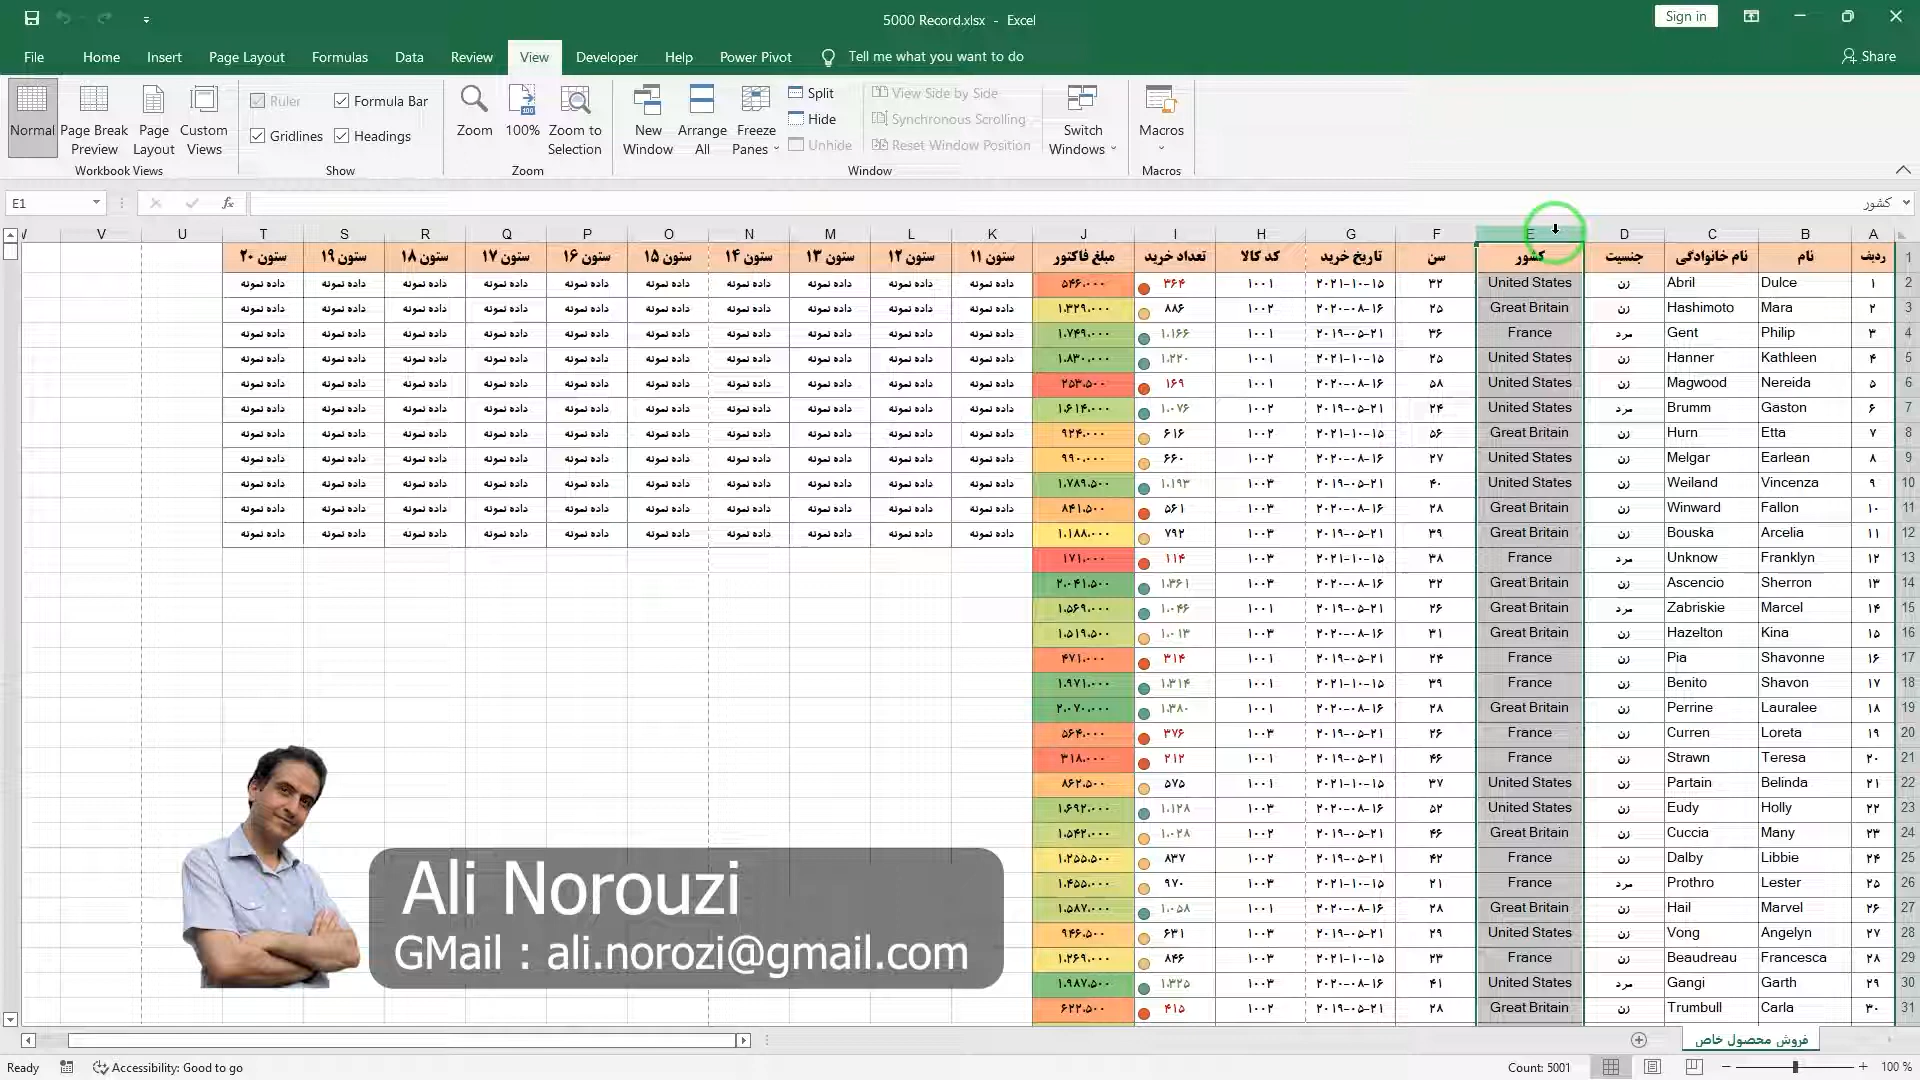 5000 Record.xlsx - Excel
Sign in
File Home Insert Page Layout Formulas Data Review View Developer Help Power Pivot Tell me what you want to do Share
Normal Page Break Preview Page Layout Custom Views
Workbook Views
Ruler Formula Bar
Gridlines Headings
Show
Zoom 100% Zoom to Selection
Zoom
New Window Arrange All Freeze Panes Split Hide Unhide
View Side by Side
Synchronous Scrolling
Reset Window Position
Switch Windows
Window
Macros
Macros
E1 fx کشور
V U T S R Q P O N M L K J I H G F E D C B A
ردیف نام نام خانوادگی جنسیت کشور سن تاریخ خرید کد کالا تعداد خرید مبلغ فاکتور ستون ۱۱ ستون ۱۲ ستون ۱۳ ستون ۱۴ ستون ۱۵ ستون ۱۶ ستون ۱۷ ستون ۱۸ ستون ۱۹ ستون ۲۰ 1
۱ Dulce Abril زن United States ۳۲ ۲۰۲۱-۱۰-۱۵ ۱۰۰۱ ۳۶۴ ۵۴۶,۰۰۰ داده نمونه داده نمونه داده نمونه داده نمونه داده نمونه داده نمونه داده نمونه داده نمونه داده نمونه داده نمونه 2
۲ Mara Hashimoto زن Great Britain ۲۵ ۲۰۲۰-۰۸-۱۶ ۱۰۰۲ ۸۸۶ ۱,۳۲۹,۰۰۰ داده نمونه داده نمونه داده نمونه داده نمونه داده نمونه داده نمونه داده نمونه داده نمونه داده نمونه داده نمونه 3
۳ Philip Gent مرد France ۳۶ ۲۰۱۹-۰۵-۲۱ ۱۰۰۱ ۱,۱۶۶ ۱,۷۴۹,۰۰۰ داده نمونه داده نمونه داده نمونه داده نمونه داده نمونه داده نمونه داده نمونه داده نمونه داده نمونه داده نمونه 4
۴ Kathleen Hanner زن United States ۲۵ ۲۰۲۱-۱۰-۱۵ ۱۰۰۱ ۱,۲۲۰ ۱,۸۳۰,۰۰۰ داده نمونه داده نمونه داده نمونه داده نمونه داده نمونه داده نمونه داده نمونه داده نمونه داده نمونه داده نمونه 5
۵ Nereida Magwood زن United States ۵۸ ۲۰۲۰-۰۸-۱۶ ۱۰۰۱ ۱۶۹ ۲۵۳,۵۰۰ داده نمونه داده نمونه داده نمونه داده نمونه داده نمونه داده نمونه داده نمونه داده نمونه داده نمونه داده نمونه 6
۶ Gaston Brumm مرد United States ۲۴ ۲۰۱۹-۰۵-۲۱ ۱۰۰۲ ۱,۰۷۶ ۱,۶۱۴,۰۰۰ داده نمونه داده نمونه داده نمونه داده نمونه داده نمونه داده نمونه داده نمونه داده نمونه داده نمونه داده نمونه 7
۷ Etta Hurn زن Great Britain ۵۶ ۲۰۲۱-۱۰-۱۵ ۱۰۰۲ ۶۱۶ ۹۲۴,۰۰۰ داده نمونه داده نمونه داده نمونه داده نمونه داده نمونه داده نمونه داده نمونه داده نمونه داده نمونه داده نمونه 8
۸ Earlean Melgar زن United States ۲۷ ۲۰۲۰-۰۸-۱۶ ۱۰۰۲ ۶۶۰ ۹۹۰,۰۰۰ داده نمونه داده نمونه داده نمونه داده نمونه داده نمونه داده نمونه داده نمونه داده نمونه داده نمونه داده نمونه 9
۹ Vincenza Weiland زن United States ۴۰ ۲۰۱۹-۰۵-۲۱ ۱۰۰۳ ۱,۱۹۳ ۱,۷۸۹,۵۰۰ داده نمونه داده نمونه داده نمونه داده نمونه داده نمونه داده نمونه داده نمونه داده نمونه داده نمونه داده نمونه 10
۱۰ Fallon Winward زن Great Britain ۲۸ ۲۰۲۰-۰۸-۱۶ ۱۰۰۳ ۵۶۱ ۸۴۱,۵۰۰ داده نمونه داده نمونه داده نمونه داده نمونه داده نمونه داده نمونه داده نمونه داده نمونه داده نمونه داده نمونه 11
۱۱ Arcelia Bouska زن Great Britain ۳۹ ۲۰۱۹-۰۵-۲۱ ۱۰۰۳ ۷۹۲ ۱,۱۸۸,۰۰۰ داده نمونه داده نمونه داده نمونه داده نمونه داده نمونه داده نمونه داده نمونه داده نمونه داده نمونه داده نمونه 12
۱۲ Franklyn Unknow مرد France ۳۸ ۲۰۲۱-۱۰-۱۵ ۱۰۰۳ ۱۱۴ ۱۷۱,۰۰۰ 13
۱۳ Sherron Ascencio زن Great Britain ۳۲ ۲۰۲۰-۰۸-۱۶ ۱۰۰۳ ۱,۳۶۱ ۲,۰۴۱,۵۰۰ 14
۱۴ Marcel Zabriskie مرد Great Britain ۲۶ ۲۰۱۹-۰۵-۲۱ ۱۰۰۱ ۱,۰۴۶ ۱,۵۶۹,۰۰۰ 15
۱۵ Kina Hazelton زن Great Britain ۳۱ ۲۰۲۰-۰۸-۱۶ ۱۰۰۳ ۱,۰۱۳ ۱,۵۱۹,۵۰۰ 16
۱۶ Shavonne Pia زن France ۲۴ ۲۰۱۹-۰۵-۲۱ ۱۰۰۱ ۳۱۴ ۴۷۱,۰۰۰ 17
۱۷ Shavon Benito زن France ۳۹ ۲۰۲۱-۱۰-۱۵ ۱۰۰۱ ۱,۳۱۴ ۱,۹۷۱,۰۰۰ 18
۱۸ Lauralee Perrine زن Great Britain ۲۸ ۲۰۲۰-۰۸-۱۶ ۱۰۰۱ ۱,۳۸۰ ۲,۰۷۰,۰۰۰ 19
۱۹ Loreta Curren زن France ۲۶ ۲۰۱۹-۰۵-۲۱ ۱۰۰۳ ۳۷۶ ۵۶۴,۰۰۰ 20
۲۰ Teresa Strawn زن France ۴۶ ۲۰۱۹-۰۵-۲۱ ۱۰۰۱ ۲۱۲ ۳۱۸,۰۰۰ 21
۲۱ Belinda Partain زن United States ۳۷ ۲۰۲۱-۱۰-۱۵ ۱۰۰۳ ۵۷۵ ۸۶۲,۵۰۰ 22
۲۲ Holly Eudy زن United States ۵۲ ۲۰۲۰-۰۸-۱۶ ۱۰۰۳ ۱,۱۲۸ ۱,۶۹۲,۰۰۰ 23
۲۳ Many Cuccia زن Great Britain ۴۶ ۲۰۱۹-۰۵-۲۱ ۱۰۰۲ ۱,۰۲۸ ۱,۵۴۲,۰۰۰ 24
۲۴ Libbie Dalby زن France ۴۲ ۲۰۱۹-۰۵-۲۱ ۱۰۰۲ ۸۳۷ ۱,۲۵۵,۵۰۰ 25
۲۵ Lester Prothro مرد France ۲۱ ۲۰۲۱-۱۰-۱۵ ۱۰۰۳ ۹۷۰ ۱,۴۵۵,۰۰۰ 26
۲۶ Marvel Hail زن Great Britain ۲۸ ۲۰۲۰-۰۸-۱۶ ۱۰۰۱ ۱,۰۵۸ ۱,۵۸۷,۰۰۰ 27
۲۷ Angelyn Vong زن United States ۲۹ ۲۰۱۹-۰۵-۲۱ ۱۰۰۳ ۶۳۱ ۹۴۶,۵۰۰ 28
۲۸ Francesca Beaudreau زن France ۲۳ ۲۰۲۱-۱۰-۱۵ ۱۰۰۳ ۸۴۶ ۱,۲۶۹,۰۰۰ 29
۲۹ Garth Gangi مرد United States ۴۱ ۲۰۲۰-۰۸-۱۶ ۱۰۰۳ ۱,۳۲۵ ۱,۹۸۷,۵۰۰ 30
۳۰ Carla Trumbull زن Great Britain ۲۸ ۲۰۱۹-۰۵-۲۱ ۱۰۰۲ ۴۱۵ ۶۲۲,۵۰۰ 31
Ali Norouzi
GMail : ali.norozi@gmail.com
فروش محصول خاص
Ready Accessibility: Good to go Count: 5001 100 %